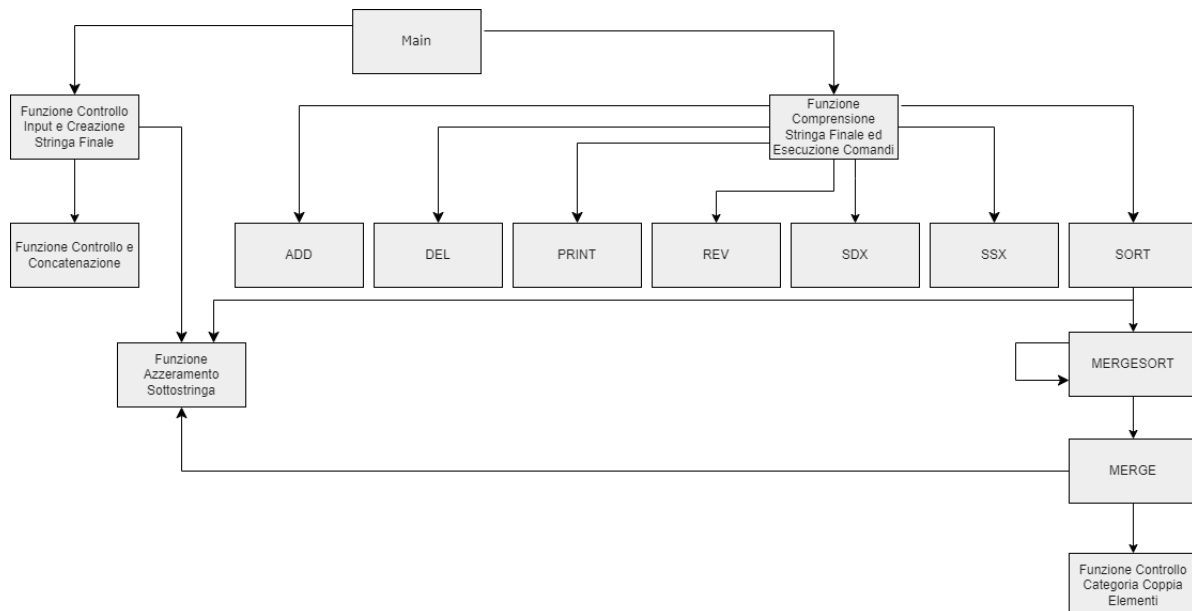 Main
Funzione Controllo
Input e Creazione
Stringa Finale
Funzione
Comprensione
Stringa Finale ed
Esecuzione Comandi
Funzione Controllo e
Concatenazione
ADD
DEL
PRINT
REV
SDX
SSX
SORT
Funzione
Azzeramento
Sottostringa
MERGESORT
MERGE
Funzione Controllo
Categoria Coppia
Elementi